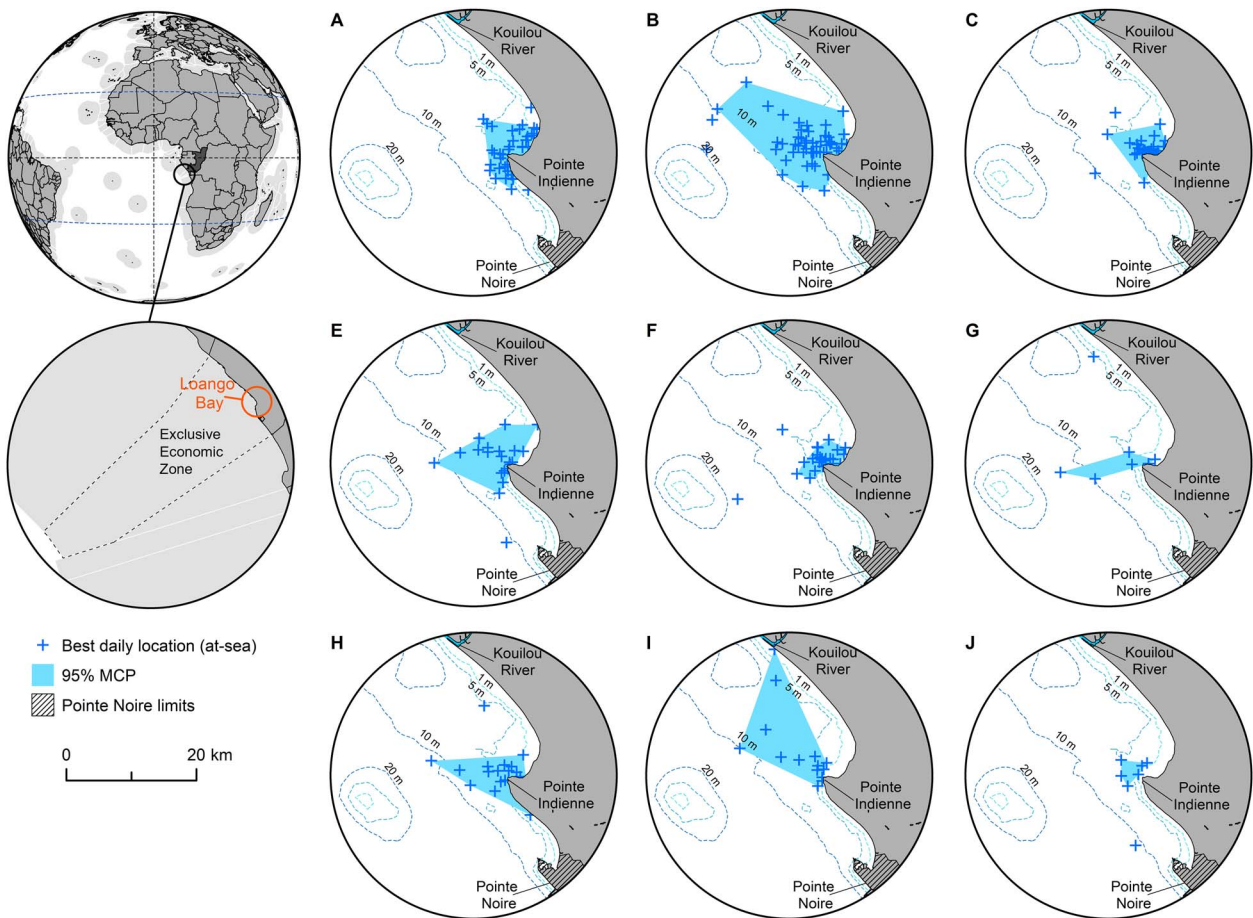 A
Kouilou
River
1 m
5 m
10 m
20 m
Pointe
Indienne
Pointe
Noire
B
Kouilou
River
1 m
5 m
10 m
20 m
Pointe
Indienne
Pointe
Noire
C
Kouilou
River
1 m
5 m
10 m
20 m
Pointe
Indienne
Pointe
Noire
Loango
Bay
Exclusive
Economic
Zone
E
Kouilou
River
1 m
5 m
10 m
20 m
Pointe
Indienne
Pointe
Noire
F
Kouilou
River
1 m
5 m
10 m
20 m
Pointe
Indienne
Pointe
Noire
G
Kouilou
River
1 m
5 m
10 m
20 m
Pointe
Indienne
Pointe
Noire
Best daily location (at-sea)
95% MCP
Pointe Noire limits
0 20 km
H
Kouilou
River
1 m
5 m
10 m
20 m
Pointe
Indienne
Pointe
Noire
I
Kouilou
River
1 m
5 m
10 m
20 m
Pointe
Indienne
Pointe
Noire
J
Kouilou
River
1 m
5 m
10 m
20 m
Pointe
Indienne
Pointe
Noire